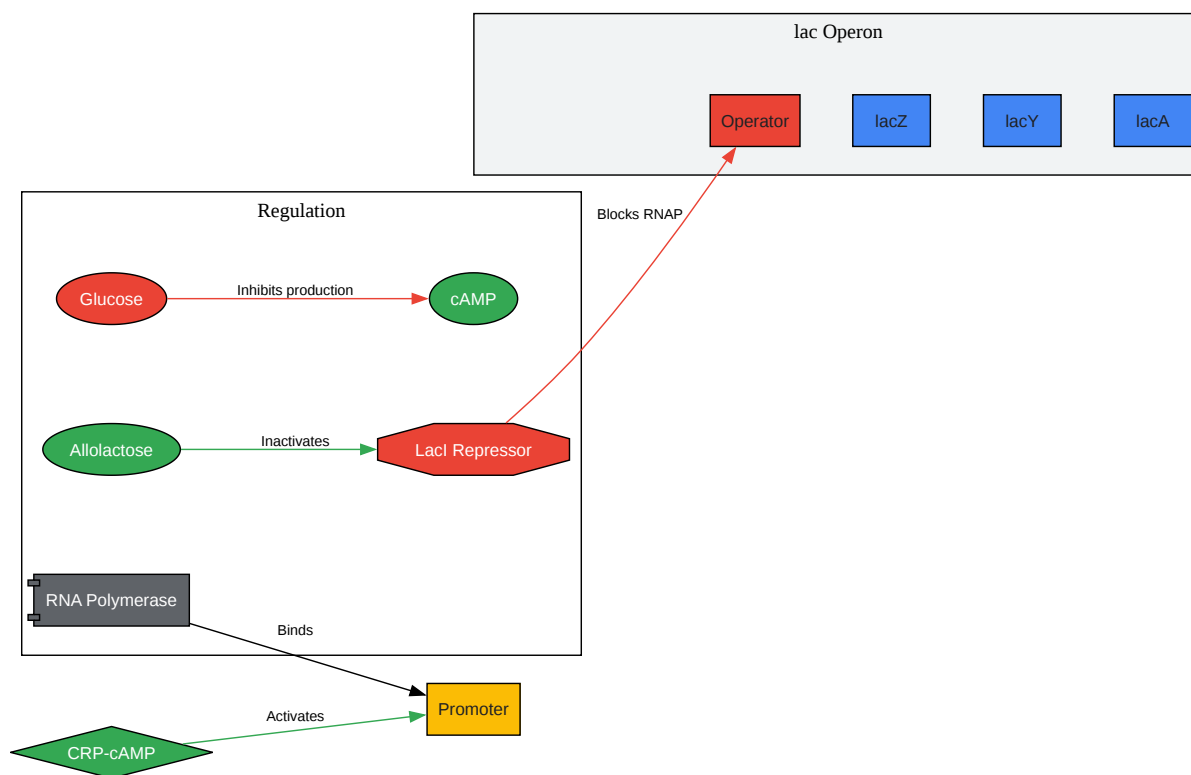 lac Operon
Operator
lacZ
lacY
lacA
Blocks RNAP
Regulation
Glucose
Inhibits production
cAMP
Allolactose
Inactivates
LacI Repressor
RNA Polymerase
Binds
Promoter
Activates
CRP-cAMP